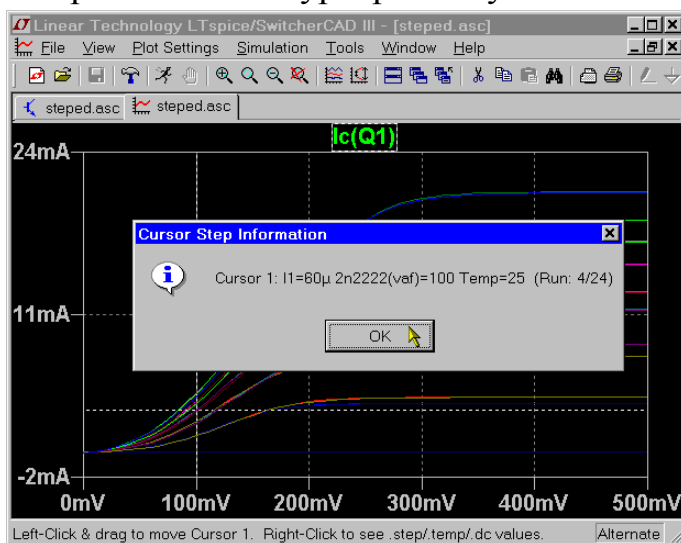 Linear Technology LTspice/SwitcherCAD III - [steped.asc]
File View Plot Settings Simulation Tools Window Help
steped.asc steped.asc
Ic(Q1)
24mA
Cursor Step Information
Cursor 1: I1=60µ 2n2222(vaf)=100 Temp=25 (Run: 4/24)
11mA
OK
-2mA
0mV 100mV 200mV 300mV 400mV 500mV
Left-Click & drag to move Cursor 1. Right-Click to see .step/.temp/.dc values. Alternate